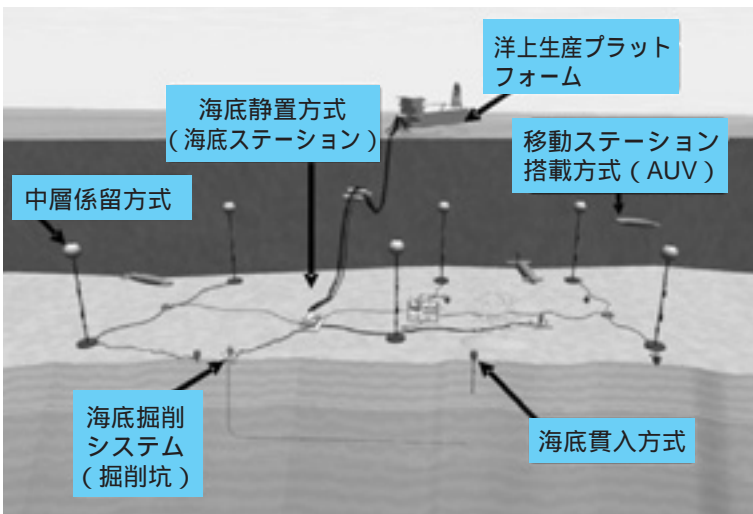 洋上生産プラット
フォーム
海底静置方式
(海底ステーション)
移動ステーション
搭載方式(AUV)
中層係留方式
海底掘削
システム
(掘削坑)
海底貫入方式